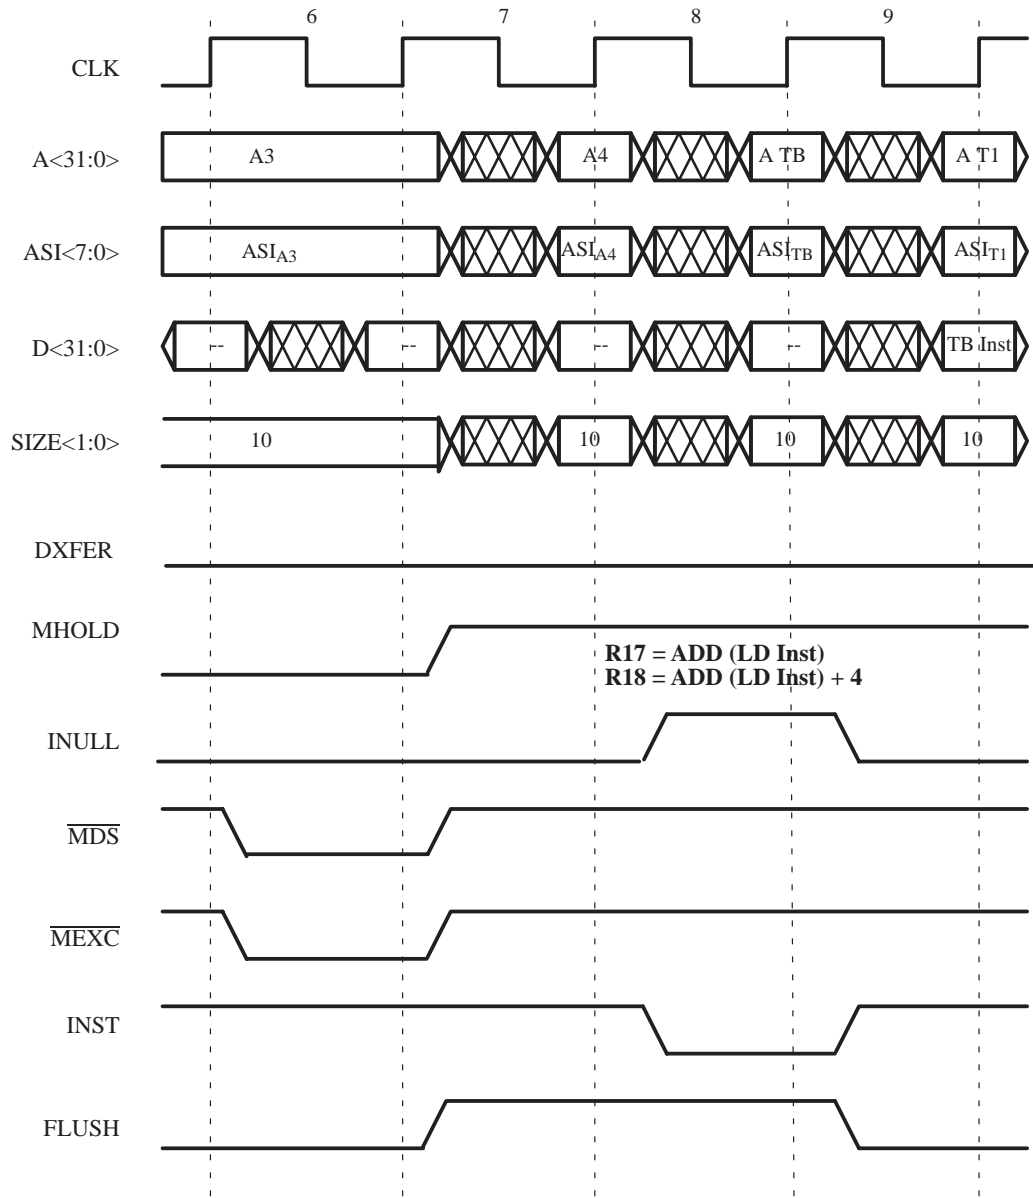 6 7 8 9
CLK
A<31:0> A3 A4 A TB A T1
ASI<7:0> ASIA3 ASIA4 ASITB ASIT1
D<31:0> -- -- -- -- TB Inst
SIZE<1:0> 10 10 10 10
DXFER
MHOLD
R17 = ADD (LD Inst)
R18 = ADD (LD Inst) + 4
INULL
MDS
MEXC
INST
FLUSH